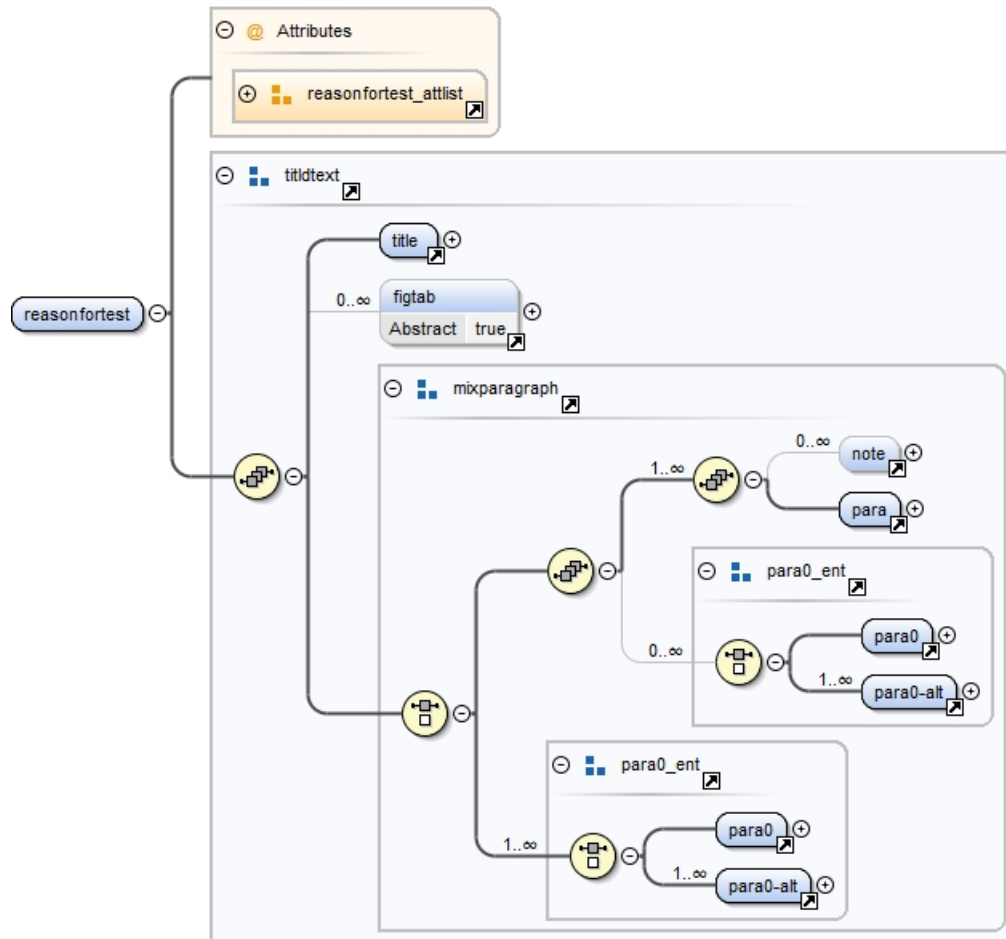 @ Attributes
reasonfortest_attlist
titldtext
title
0..∞
figtab
Abstract true
reasonfortest
mixparagraph
0..∞
note
1..∞
para
para0_ent
0..∞
para0
1..∞
para0-alt
para0_ent
1..∞
para0
1..∞
para0-alt